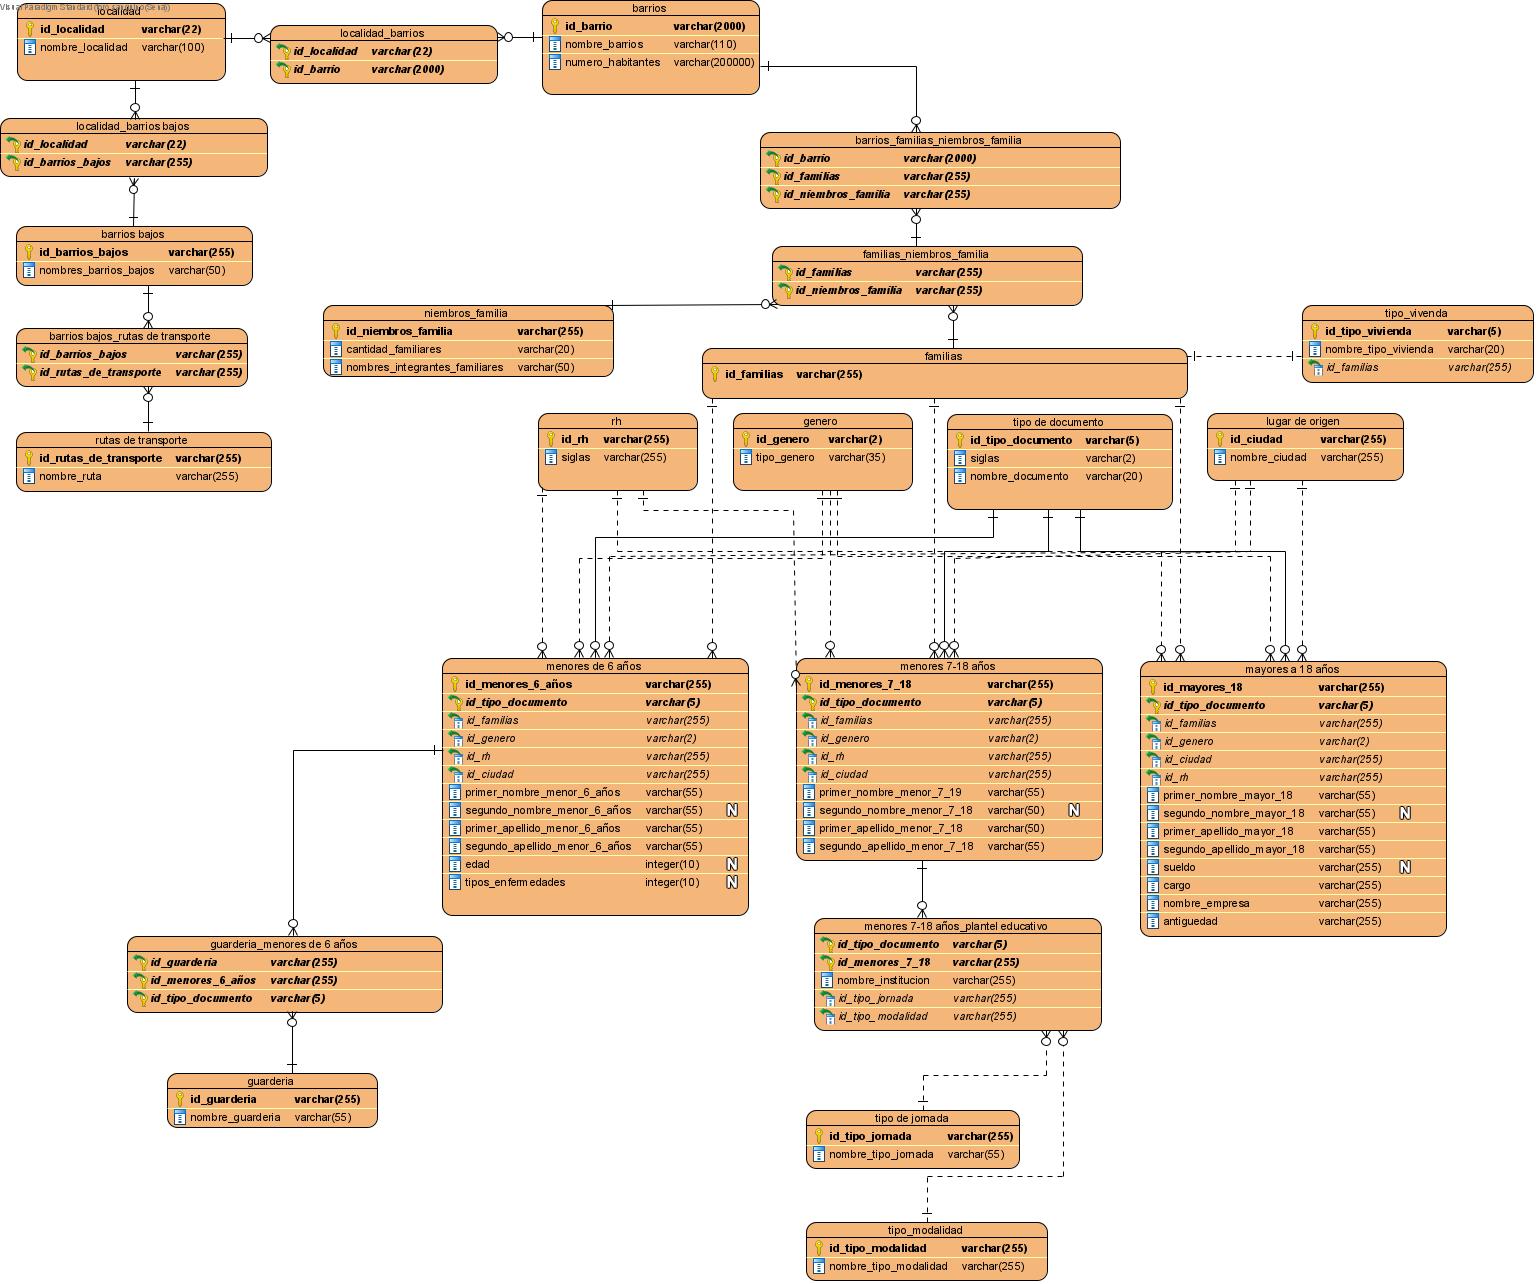 localidad
id_localidad varchar(22)
nombre_localidad varchar(100)
localidad_barrios
id_localidad varchar(22)
id_barrio varchar(2000)
barrios
id_barrio varchar(2000)
nombre_barrios varchar(110)
numero_habitantes varchar(200000)
localidad_barrios bajos
id_localidad varchar(22)
id_barrios_bajos varchar(255)
barrios_familias_niembros_familia
id_barrio varchar(2000)
id_familias varchar(255)
id_niembros_familia varchar(255)
barrios bajos
id_barrios_bajos varchar(255)
nombres_barrios_bajos varchar(50)
familias_niembros_familia
id_familias varchar(255)
id_niembros_familia varchar(255)
niembros_familia
id_niembros_familia varchar(255)
cantidad_familiares varchar(20)
nombres_integrantes_familiares varchar(50)
tipo_vivenda
id_tipo_vivienda varchar(5)
nombre_tipo_vivienda varchar(20)
id_familias varchar(255)
barrios bajos_rutas de transporte
id_barrios_bajos varchar(255)
id_rutas_de_transporte varchar(255)
familias
id_familias varchar(255)
rutas de transporte
id_rutas_de_transporte varchar(255)
nombre_ruta varchar(255)
rh
id_rh varchar(255)
siglas varchar(255)
genero
id_genero varchar(2)
tipo_genero varchar(35)
tipo de documento
id_tipo_documento varchar(5)
siglas varchar(2)
nombre_documento varchar(20)
lugar de origen
id_ciudad varchar(255)
nombre_ciudad varchar(255)
menores de 6 años
id_menores_6_años varchar(255)
id_tipo_documento varchar(5)
id_familias varchar(255)
id_genero varchar(2)
id_rh varchar(255)
id_ciudad varchar(255)
primer_nombre_menor_6_años varchar(55)
segundo_nombre_menor_6_años varchar(55) N
primer_apellido_menor_6_años varchar(55)
segundo_apellido_menor_6_años varchar(55)
edad integer(10) N
tipos_enfermedades integer(10) N
menores 7-18 años
id_menores_7_18 varchar(255)
id_tipo_documento varchar(5)
id_familias varchar(255)
id_genero varchar(2)
id_rh varchar(255)
id_ciudad varchar(255)
primer_nombre_menor_7_19 varchar(55)
segundo_nombre_menor_7_18 varchar(50) N
primer_apellido_menor_7_18 varchar(50)
segundo_apellido_menor_7_18 varchar(55)
mayores a 18 años
id_mayores_18 varchar(255)
id_tipo_documento varchar(5)
id_familias varchar(255)
id_genero varchar(2)
id_ciudad varchar(255)
id_rh varchar(255)
primer_nombre_mayor_18 varchar(55)
segundo_nombre_mayor_18 varchar(55) N
primer_apellido_mayor_18 varchar(55)
segundo_apellido_mayor_18 varchar(55)
sueldo varchar(255) N
cargo varchar(255)
nombre_empresa varchar(255)
antiguedad varchar(255)
guarderia_menores de 6 años
id_guarderia varchar(255)
id_menores_6_años varchar(255)
id_tipo_documento varchar(5)
menores 7-18 años_plantel educativo
id_tipo_documento varchar(5)
id_menores_7_18 varchar(255)
nombre_institucion varchar(255)
id_tipo_jornada varchar(255)
id_tipo_modalidad varchar(255)
guarderia
id_guarderia varchar(255)
nombre_guarderia varchar(55)
tipo de jornada
id_tipo_jornada varchar(255)
nombre_tipo_jornada varchar(55)
tipo_modalidad
id_tipo_modalidad varchar(255)
nombre_tipo_modalidad varchar(255)